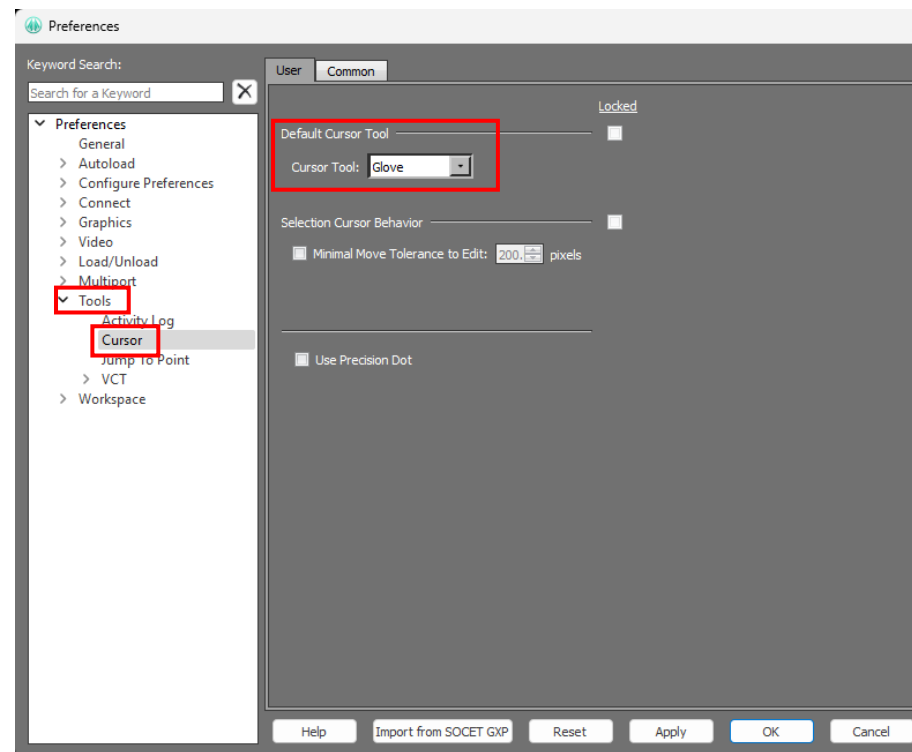 Preferences
Keyword Search:
Search for a Keyword
Preferences
General
Autoload
Configure Preferences
Connect
Graphics
Video
Load/Unload
Multiport
Tools
Activity Log
Cursor
Jump To Point
VCT
Workspace
User Common
Locked
Default Cursor Tool
Cursor Tool: Glove
Selection Cursor Behavior
Minimal Move Tolerance to Edit: 200. pixels
Use Precision Dot
Help Import from SOCET GXP Reset Apply OK Cancel